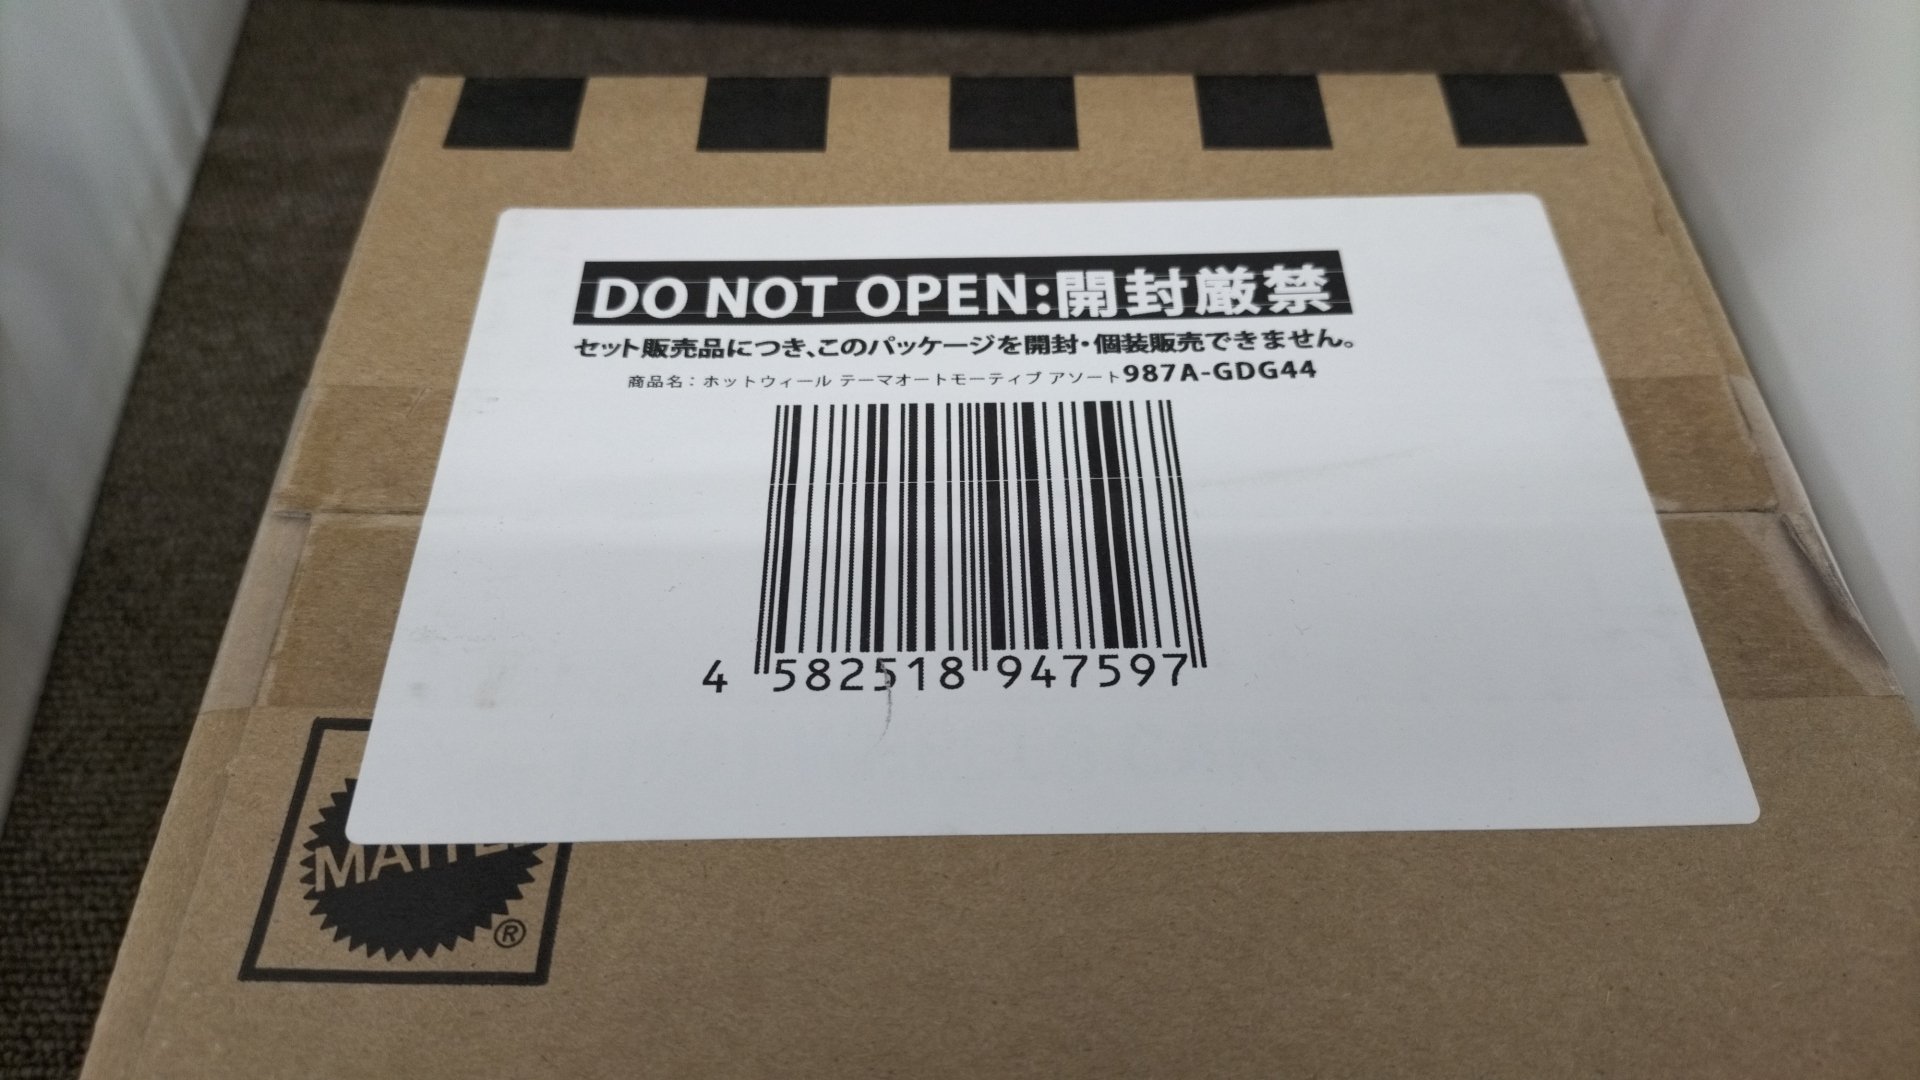 DO NOT OPEN:開封厳禁
セット販売品につき、このパッケージを開封・個装販売できません。
商品名：ホットウィール テーマオートモーティブ アソート987A-GDG44
4 582518 947597
MATTEL
®